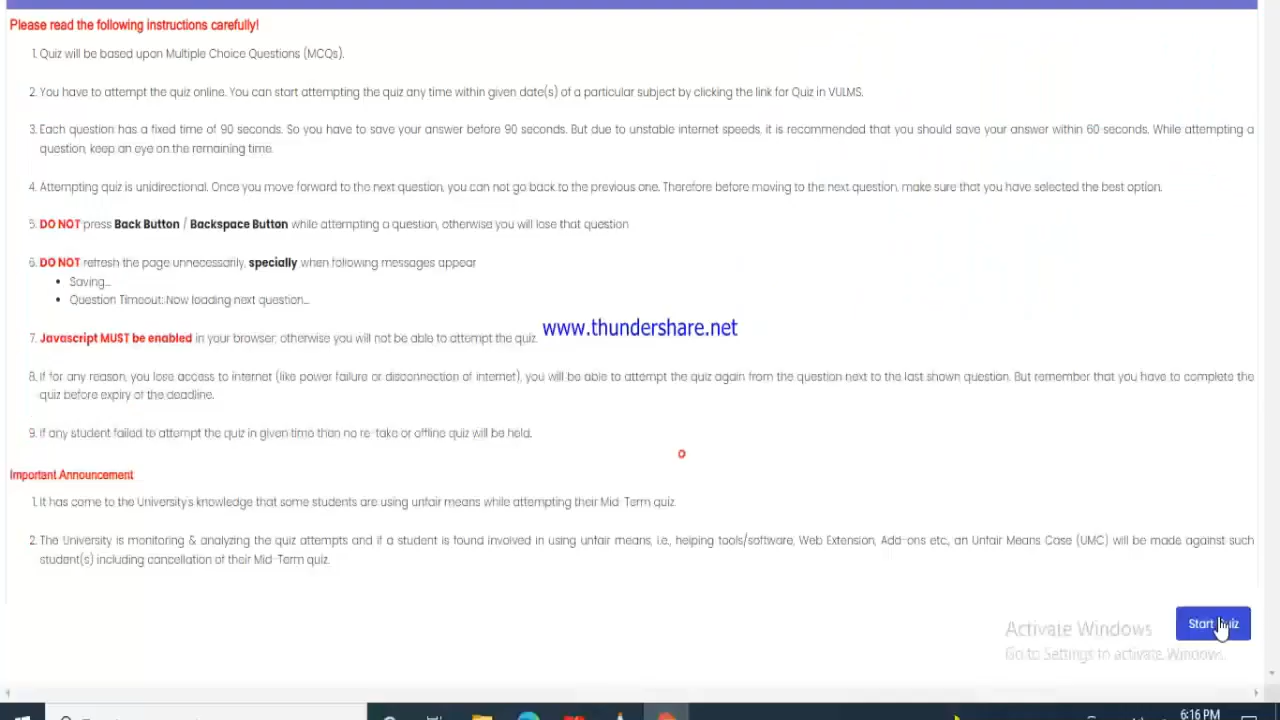 Please read the following instructions carefully!
1. Quiz will be based upon Multiple Choice Questions (MCQs).
2. You have to attempt the quiz online. You can start attempting the quiz any time within given date(s) of a particular subject by clicking the link for Quiz in VULMS.
3. Each question has a fixed time of 90 seconds. So you have to save your answer before 90 seconds. But due to unstable internet speeds, it is recommended that you should save your answer within 60 seconds. While attempting a
question, keep an eye on the remaining time.
4. Attempting quiz is unidirectional. Once you move forward to the next question, you can not go back to the previous one. Therefore before moving to the next question, make sure that you have selected the best option.
5. DO NOT press Back Button / Backspace Button while attempting a question, otherwise you will lose that question
6. DO NOT refresh the page unnecessarily, specially when following messages appear
• Saving...
• Question Timeout: Now loading next question...
www.thundershare.net
7. Javascript MUST be enabled in your browser; otherwise you will not be able to attempt the quiz.
8. If for any reason, you lose access to internet (like power failure or disconnection of internet), you will be able to attempt the quiz again from the question next to the last shown question. But remember that you have to complete the
quiz before expiry of the deadline.
9. If any student failed to attempt the quiz in given time then no re-take or offline quiz will be held.
Important Announcement
1. It has come to the University's knowledge that some students are using unfair means while attempting their Mid-Term quiz.
2. The University is monitoring & analyzing the quiz attempts and if a student is found involved in using unfair means, i.e., helping tools/software, Web Extension, Add-ons etc., an Unfair Means Case (UMC) will be made against such
student(s) including cancellation of their Mid-Term quiz.
Start Quiz
Activate Windows
Go to Settings to activate Windows.
6:16 PM